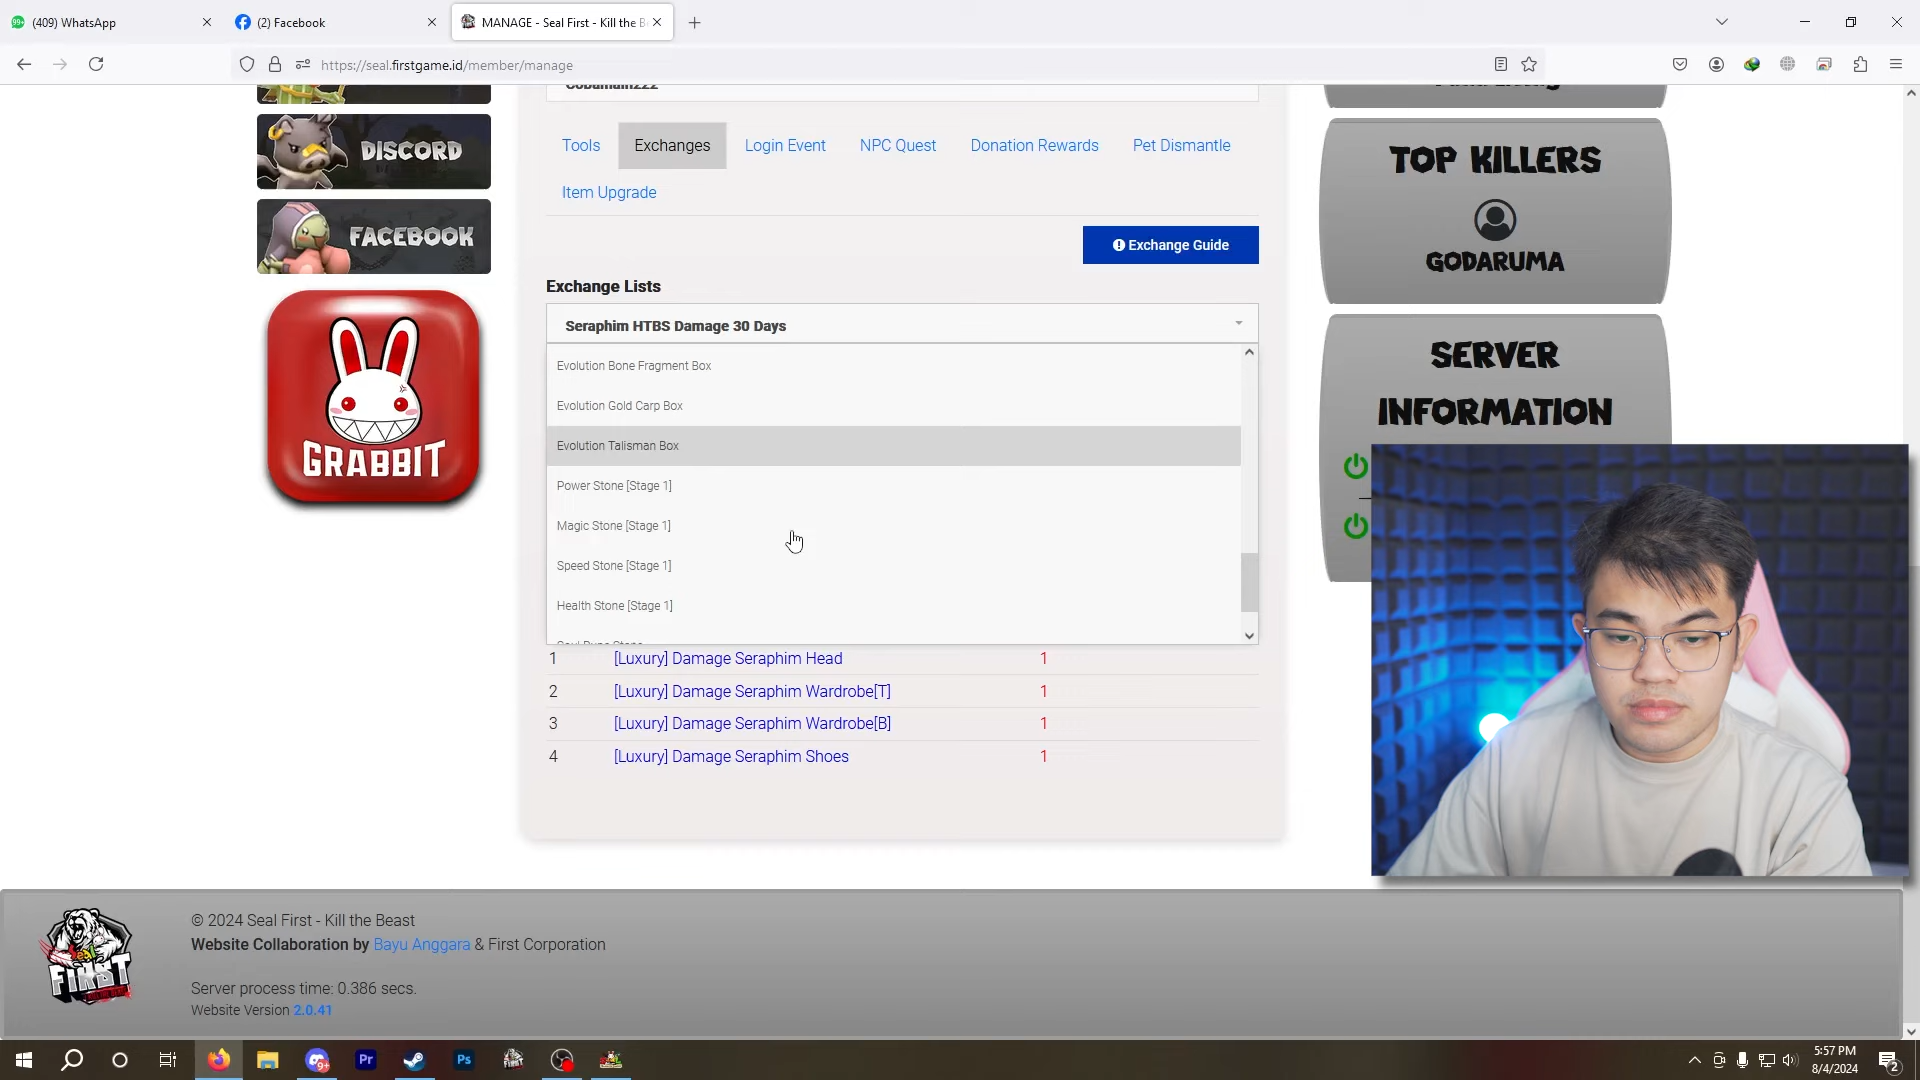 (409) WhatsApp
(2) Facebook
MANAGE - Seal First - Kill the
https://seal.firstgame.id/member/manage
DISCORD
FACEBOOK
GRABBIT
Tools
Exchanges
Login Event
NPC Quest
Donation Rewards
Pet Dismantle
Item Upgrade
Exchange Guide
Exchange Lists
Seraphim HTBS Damage 30 Days
Evolution Bone Fragment Box
Evolution Gold Carp Box
Evolution Talisman Box
Power Stone [Stage 1]
Magic Stone [Stage 1]
Speed Stone [Stage 1]
Health Stone [Stage 1]
1 [Luxury] Damage Seraphim Head 1
2 [Luxury] Damage Seraphim Wardrobe[T] 1
3 [Luxury] Damage Seraphim Wardrobe[B] 1
4 [Luxury] Damage Seraphim Shoes 1
TOP KILLERS
GODARUMA
SERVER
INFORMATION
Seal
FIRST
© 2024 Seal First - Kill the Beast
Website Collaboration by Bayu Anggara & First Corporation
Server process time: 0.386 secs.
Website Version 2.0.41
Pr
Ps
5:57 PM
8/4/2024
2